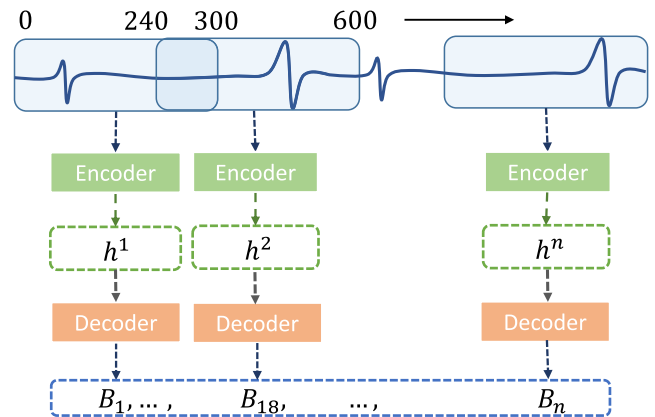 0 240 300 600
Encoder Encoder Encoder
h¹ h² hⁿ
Decoder Decoder Decoder
B₁, … , B₁₈, …, Bₙ